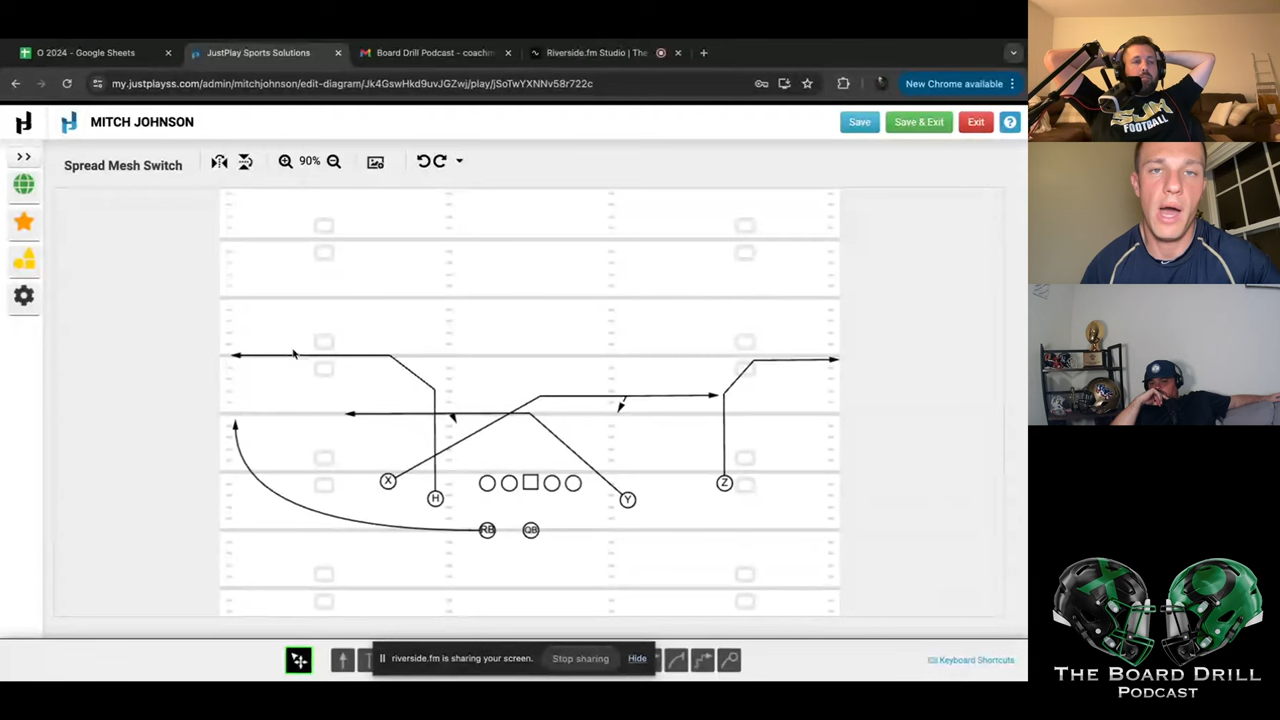 O 2024 - Google Sheets
JustPlay Sports Solutions
Board Drill Podcast - coachm
Riverside.fm Studio | The
my.justplayss.com/admin/mitchjohnson/edit-diagram/Jk4GswHkd9uvJGZwj/play/jSoTwYXNNv58r722c
New Chrome available
MITCH JOHNSON
Save
Save & Exit
Exit
?
Spread Mesh Switch
90%
X
H
Y
Z
RB
QB
riverside.fm is sharing your screen.
Stop sharing
Hide
Keyboard Shortcuts
FOOTBALL
THE BOARD DRILL
PODCAST